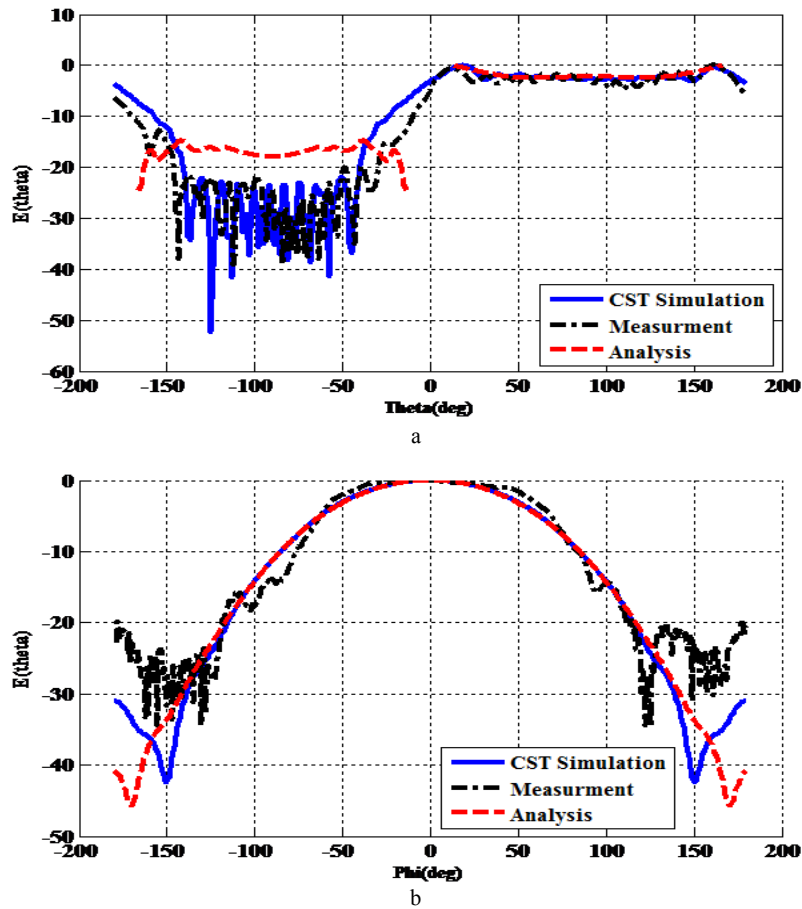 10
0
-10
-20
-30
-40
-50
-60
E(theta)
-200 -150 -100 -50 0 50 100 150 200
Theta(deg)
CST Simulation
Measurment
Analysis
a
0
-10
-20
-30
-40
-50
E(theta)
-200 -150 -100 -50 0 50 100 150 200
Phi(deg)
CST Simulation
Measurment
Analysis
b